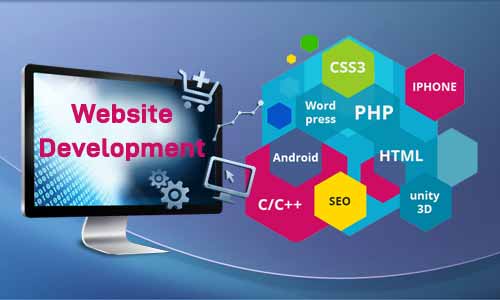 Website
Development
CSS3
IPHONE
Word
press
PHP
Android
HTML
C/C++
SEO
unity
3D